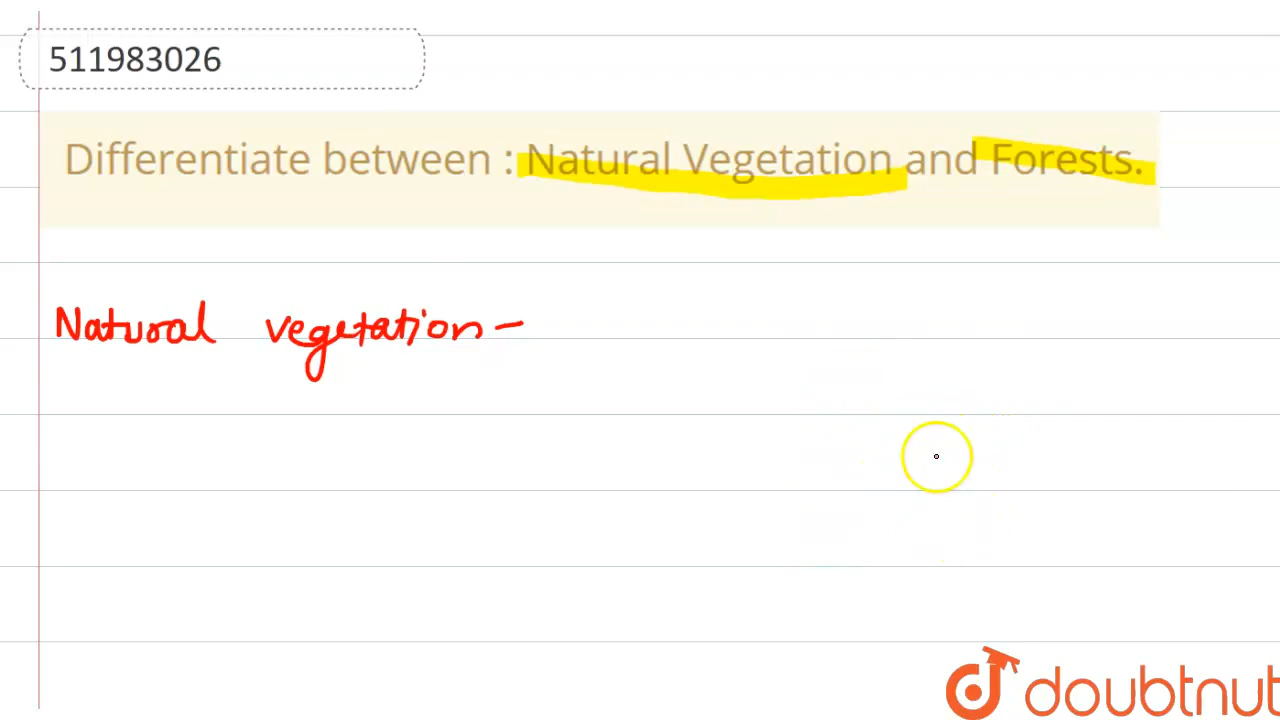 511983026
Differentiate between : Natural Vegetation and Forests.
Natural vegetation -
doubtnut